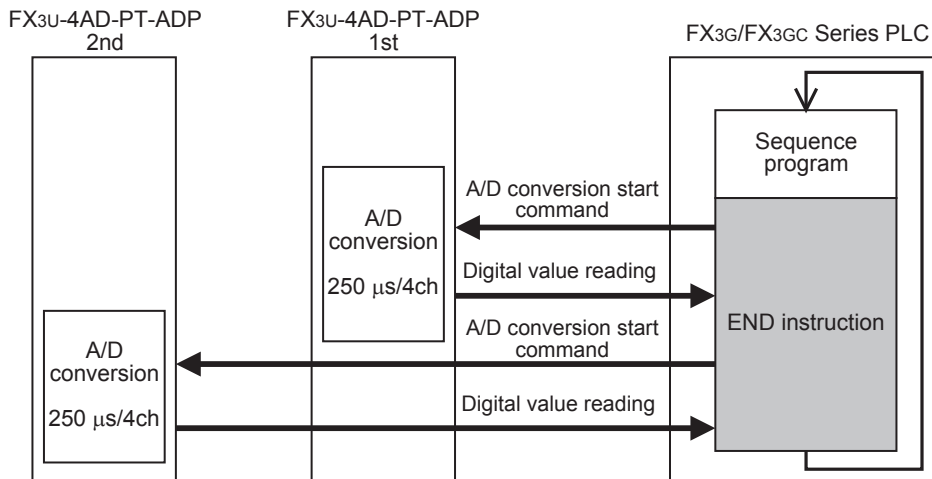 FX3U-4AD-PT-ADP
2nd
FX3U-4AD-PT-ADP
1st
FX3G/FX3GC Series PLC
Sequence
program
A/D conversion start
command
A/D
conversion
250 μs/4ch
Digital value reading
END instruction
A/D conversion start
command
A/D
conversion
250 μs/4ch
Digital value reading